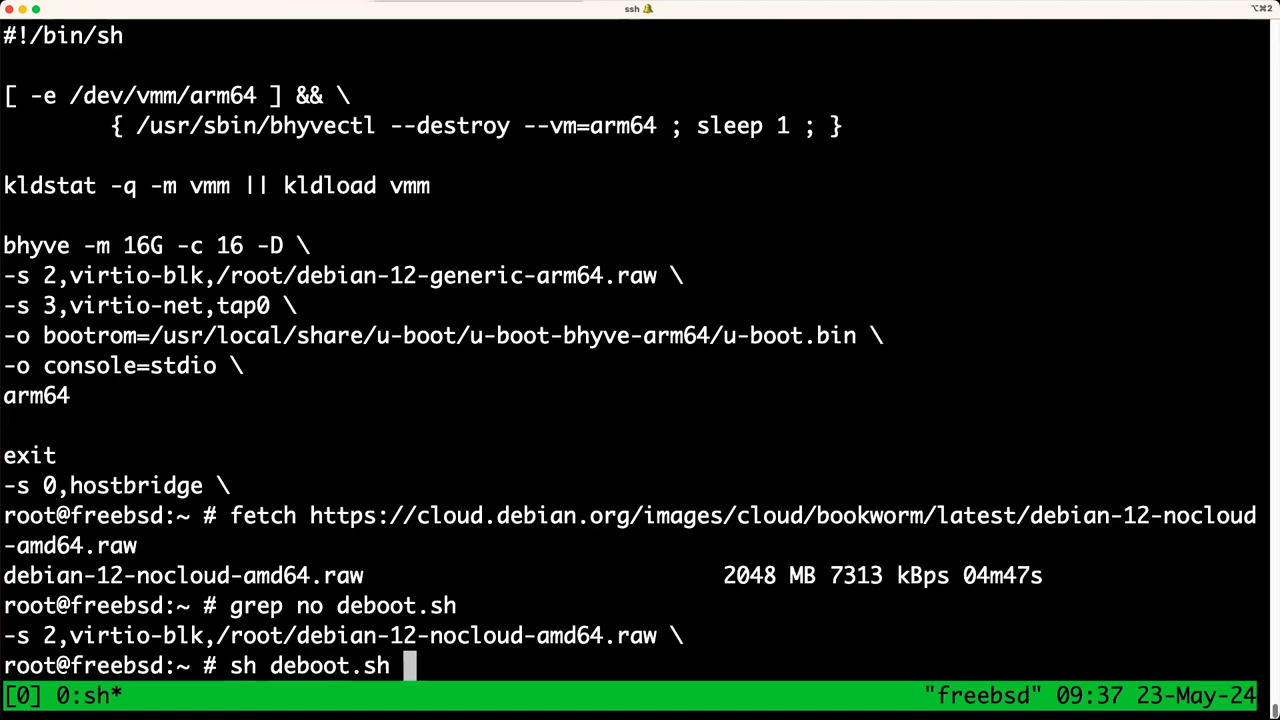 ssh
⌥⌘2
#!/bin/sh
[ -e /dev/vmm/arm64 ] && \
{ /usr/sbin/bhyvectl --destroy --vm=arm64 ; sleep 1 ; }
kldstat -q -m vmm || kldload vmm
bhyve -m 16G -c 16 -D \
-s 2,virtio-blk,/root/debian-12-generic-arm64.raw \
-s 3,virtio-net,tap0 \
-o bootrom=/usr/local/share/u-boot/u-boot-bhyve-arm64/u-boot.bin \
-o console=stdio \
arm64
exit
-s 0,hostbridge \
root@freebsd:~ # fetch https://cloud.debian.org/images/cloud/bookworm/latest/debian-12-nocloud
-amd64.raw
debian-12-nocloud-amd64.raw 2048 MB 7313 kBps 04m47s
root@freebsd:~ # grep no deboot.sh
-s 2,virtio-blk,/root/debian-12-nocloud-amd64.raw \
root@freebsd:~ # sh deboot.sh
[0] 0:sh* "freebsd" 09:37 23-May-24